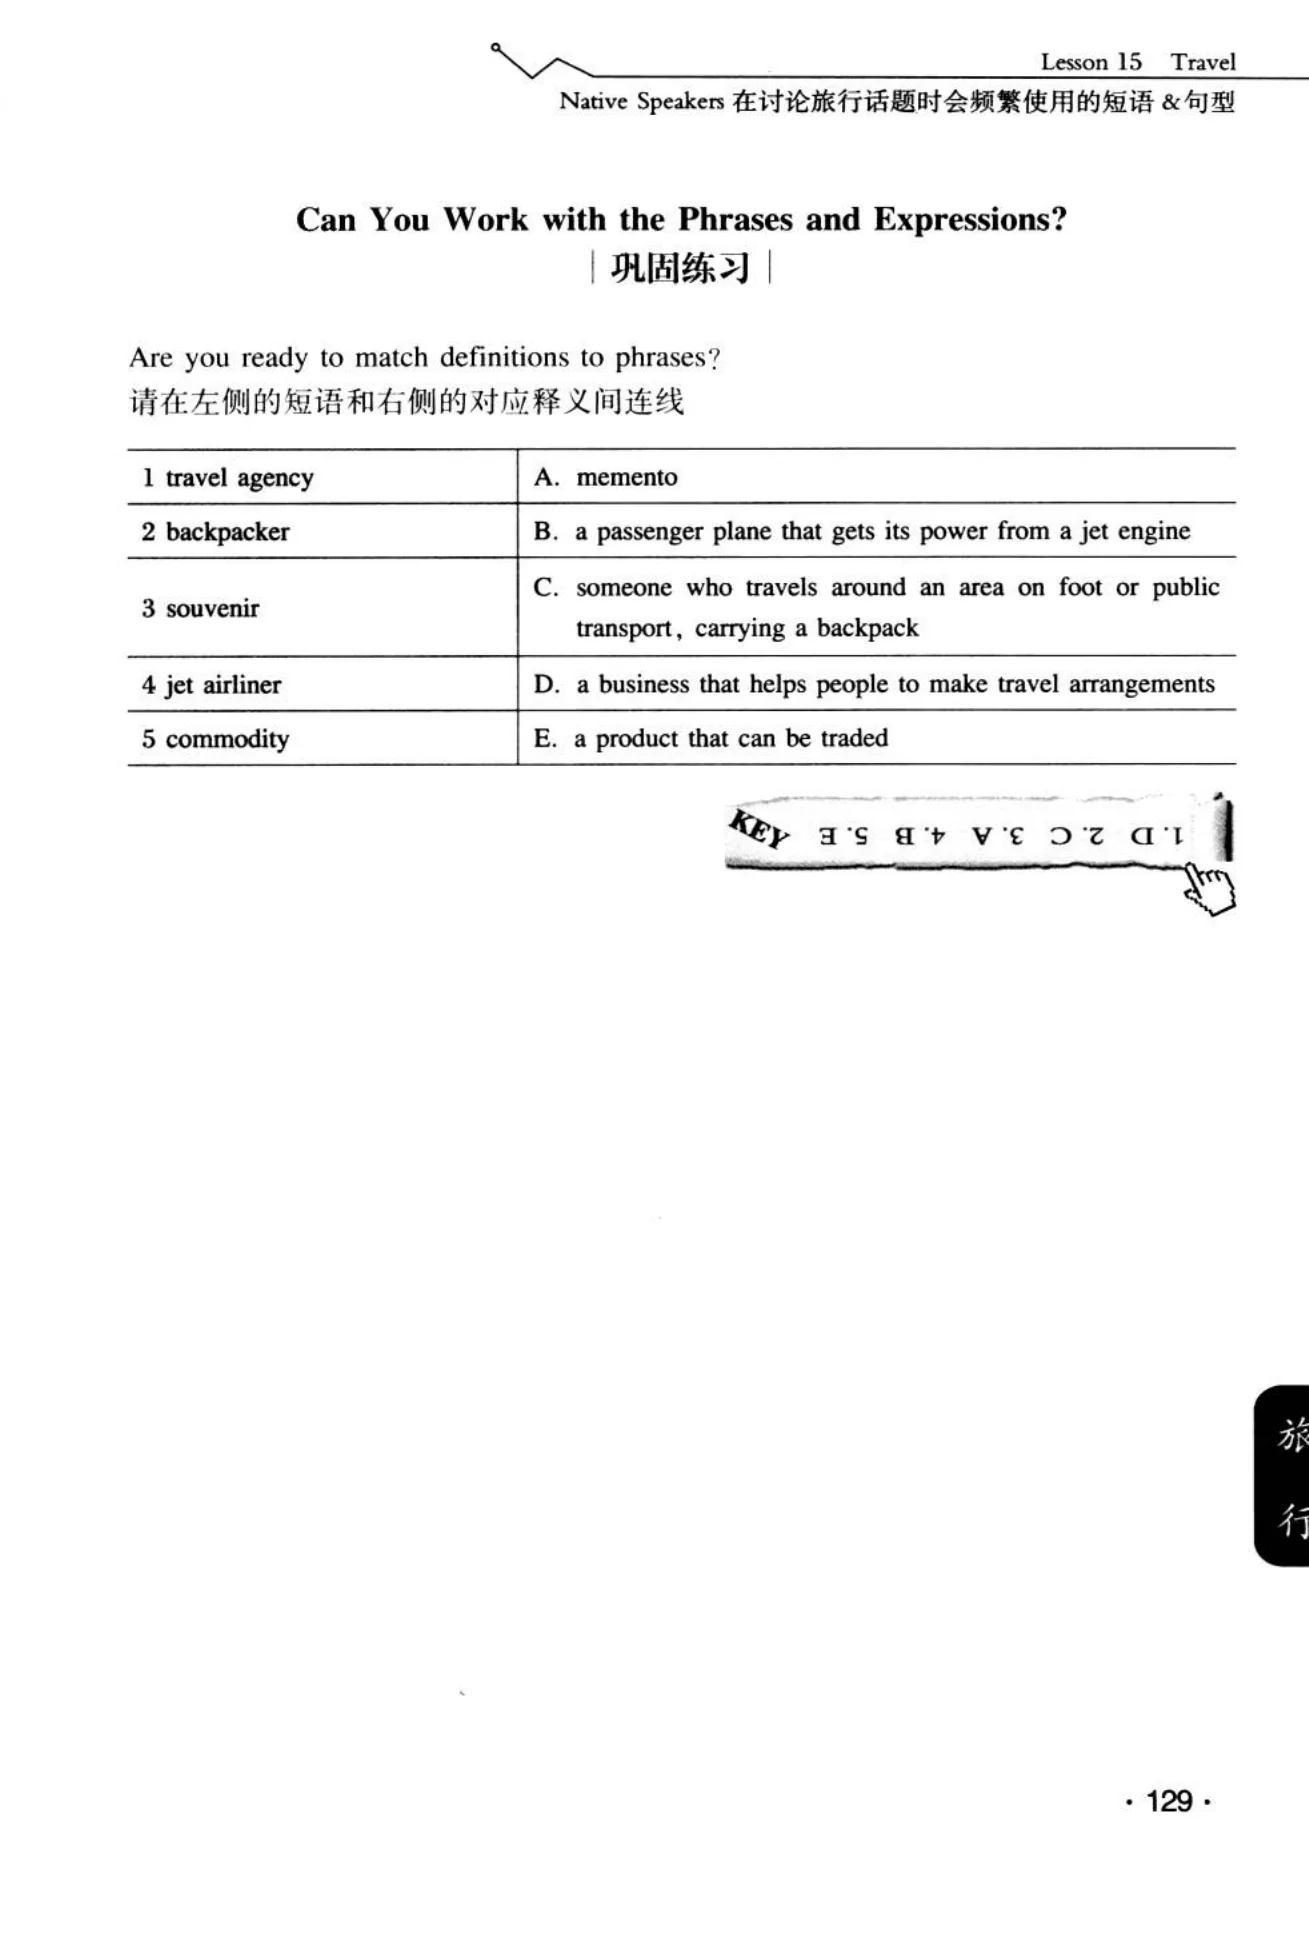 Lesson 15 Travel
Native Speakers 在讨论旅行话题时会频繁使用的短语 &句型
Can You Work with the Phrases and Expressions?
| 巩固练习 |
Are you ready to match definitions to phrases?
请在左侧的短语和右侧的对应释义间连线
1 travel agency
A. memento
2 backpacker
B. a passenger plane that gets its power from a jet engine
3 souvenir
C. someone who travels around an area on foot or public
transport, carrying a backpack
4 jet airliner
D. a business that helps people to make travel arrangements
5 commodity
E. a product that can be traded
KEY
1. D 2. C 3. A 4. B 5. E
旅
行
· 129 ·